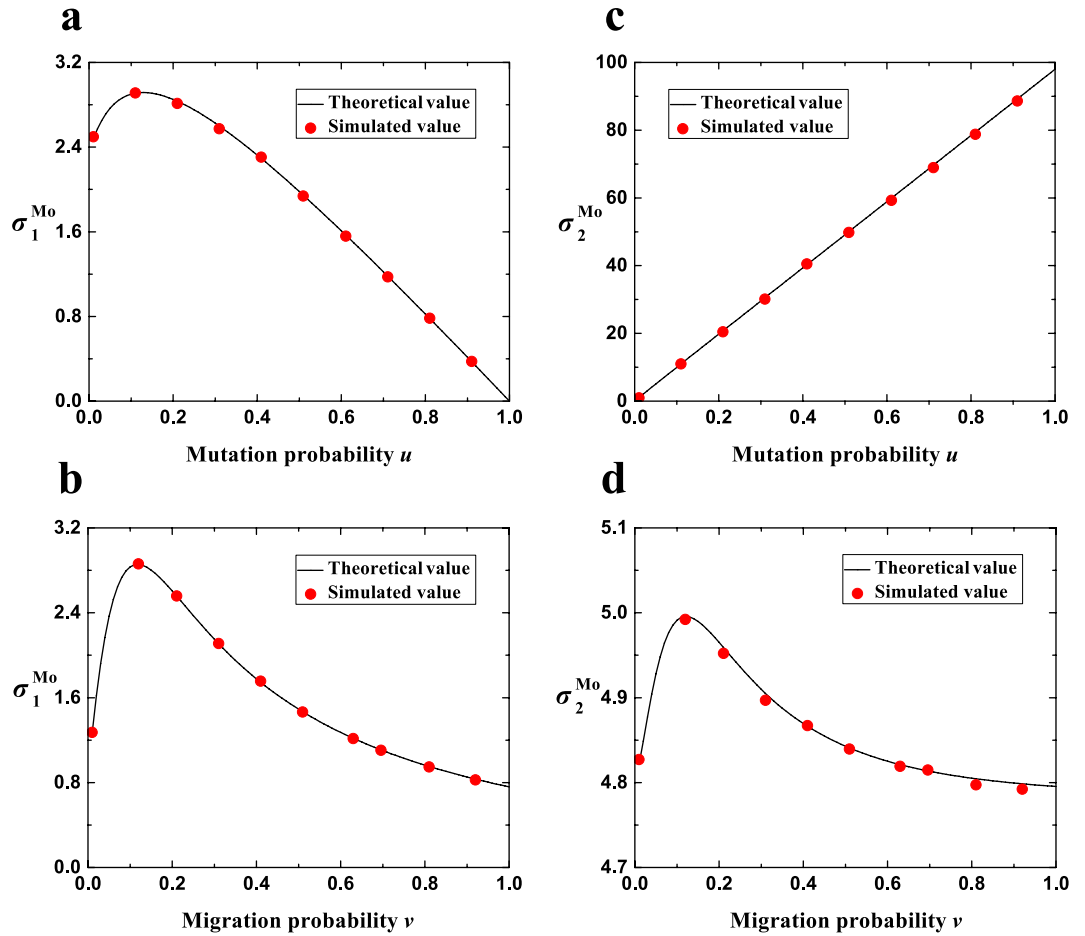 a
3.2
2.4
1.6
0.8
0.0
σ₁ᴹᵒ
Theoretical value
Simulated value
0.0 0.2 0.4 0.6 0.8 1.0
Mutation probability u
c
100
80
60
40
20
0
σ₂ᴹᵒ
Theoretical value
Simulated value
0.0 0.2 0.4 0.6 0.8 1.0
Mutation probability u
b
3.2
2.4
1.6
0.8
0.0
σ₁ᴹᵒ
Theoretical value
Simulated value
0.0 0.2 0.4 0.6 0.8 1.0
Migration probability v
d
5.1
5.0
4.9
4.8
4.7
σ₂ᴹᵒ
Theoretical value
Simulated value
0.0 0.2 0.4 0.6 0.8 1.0
Migration probability v